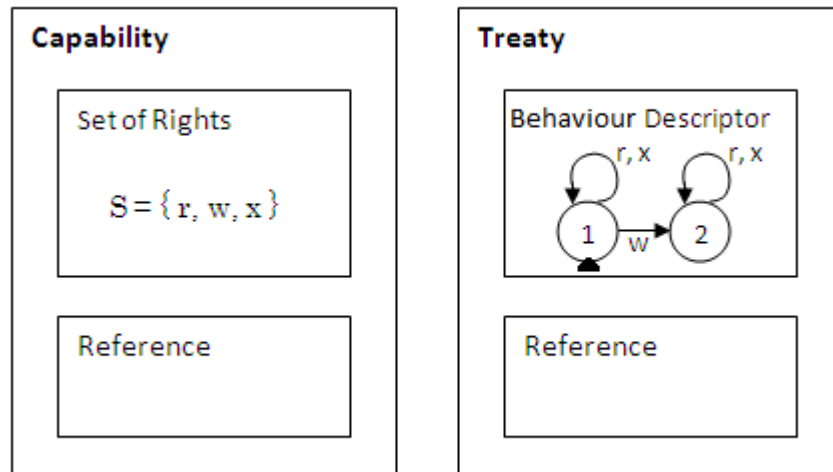 Capability
Set of Rights
S = { r, w, x }
Reference
Treaty
Behaviour Descriptor
r, x
r, x
1
w
2
Reference